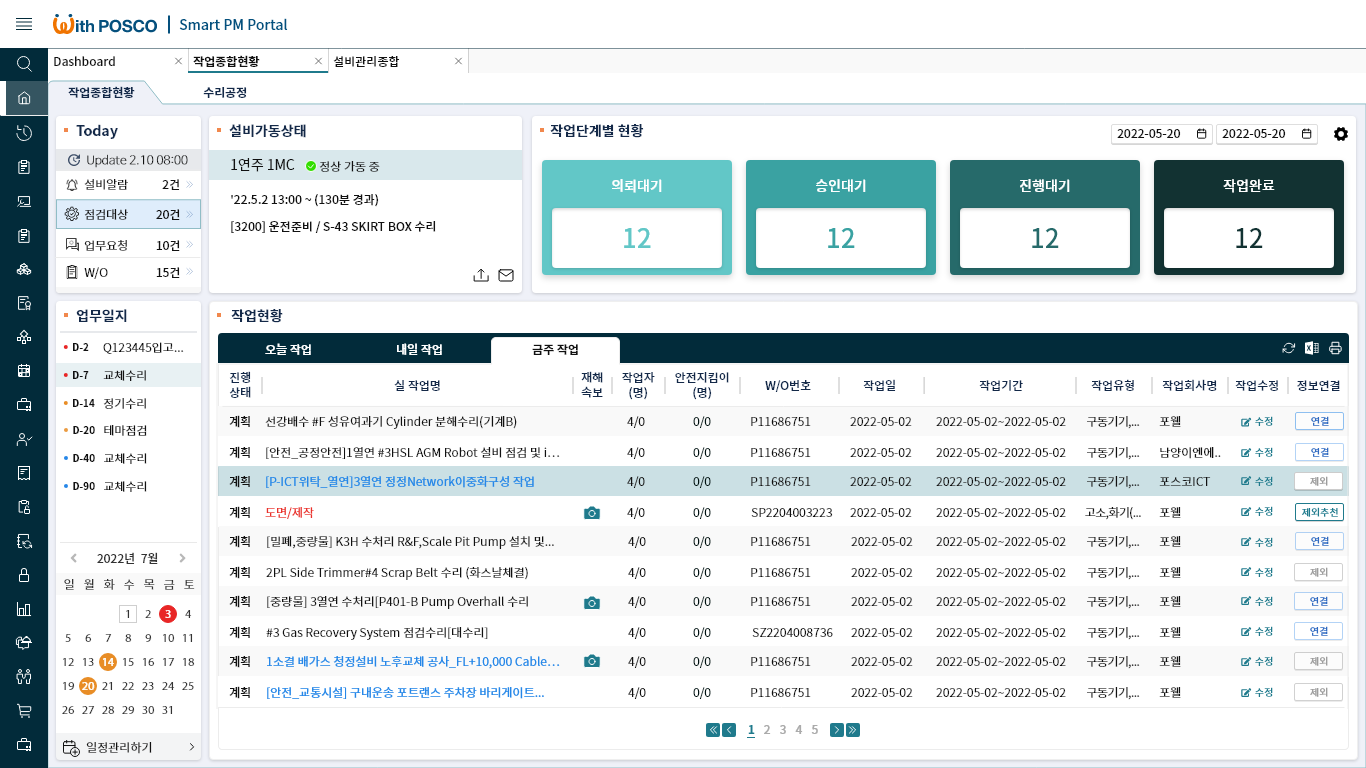 With POSCO | Smart PM Portal
Dashboard
작업종합현황
설비관리종합
작업종합현황
수리공정
Today
Update 2.10 08:00
설비알람 2건
점검대상 20건
업무요청 10건
W/O 15건
설비가동상태
1연주 1MC 정상 가동 중
'22.5.2 13:00 ~ (130분 경과)
[3200] 운전준비 / S-43 SKIRT BOX 수리
작업단계별 현황
2022-05-20 2022-05-20
의뢰대기 승인대기 진행대기 작업완료
12 12 12 12
업무일지
D-2 Q123445입고...
D-7 교체수리
D-14 정기수리
D-20 테마점검
D-40 교체수리
D-90 교체수리
2022년 7월
일 월 화 수 목 금 토
1 2 3 4
5 6 7 8 9 10 11
12 13 14 15 16 17 18
19 20 21 22 23 24 25
26 27 28 29 30 31
일정관리하기
작업현황
오늘 작업 내일 작업 금주 작업
진행 상태 실 작업명 재해 속보 작업자 (명) 안전지킴이 (명) W/O번호 작업일 작업기간 작업유형 작업회사명 작업수정 정보연결
계획 선강배수 #F 성유여과기 Cylinder 분해수리(기계B) 4/0 0/0 P11686751 2022-05-02 2022-05-02~2022-05-02 구동기기,... 포웰 수정 연결
계획 [안전_공정안전]1열연 #3HSL AGM Robot 설비 점검 및 i... 4/0 0/0 P11686751 2022-05-02 2022-05-02~2022-05-02 구동기기,... 남양이엔에.. 수정 연결
계획 [P-ICT위탁_열연]3열연 정정Network이중화구성 작업 4/0 0/0 P11686751 2022-05-02 2022-05-02~2022-05-02 구동기기,... 포스코ICT 수정 제외
계획 도면/제작 4/0 0/0 SP2204003223 2022-05-02 2022-05-02~2022-05-02 고소,화기(... 포웰 수정 제외추천
계획 [밀폐,중량물] K3H 수처리 R&F,Scale Pit Pump 설치 및... 4/0 0/0 P11686751 2022-05-02 2022-05-02~2022-05-02 구동기기,... 포웰 수정 연결
계획 2PL Side Trimmer#4 Scrap Belt 수리 (화스날체결) 4/0 0/0 P11686751 2022-05-02 2022-05-02~2022-05-02 구동기기,... 포웰 수정 제외
계획 [중량물] 3열연 수처리[P401-B Pump Overhall 수리 4/0 0/0 P11686751 2022-05-02 2022-05-02~2022-05-02 구동기기,... 포웰 수정 연결
계획 #3 Gas Recovery System 점검수리[대수리] 4/0 0/0 SZ2204008736 2022-05-02 2022-05-02~2022-05-02 구동기기,... 포웰 수정 연결
계획 1소결 배가스 청정설비 노후교체 공사_FL+10,000 Cable... 4/0 0/0 P11686751 2022-05-02 2022-05-02~2022-05-02 구동기기,... 포웰 수정 제외
계획 [안전_교통시설] 구내운송 포트랜스 주차장 바리게이트... 4/0 0/0 P11686751 2022-05-02 2022-05-02~2022-05-02 구동기기,... 포웰 수정 제외
1 2 3 4 5